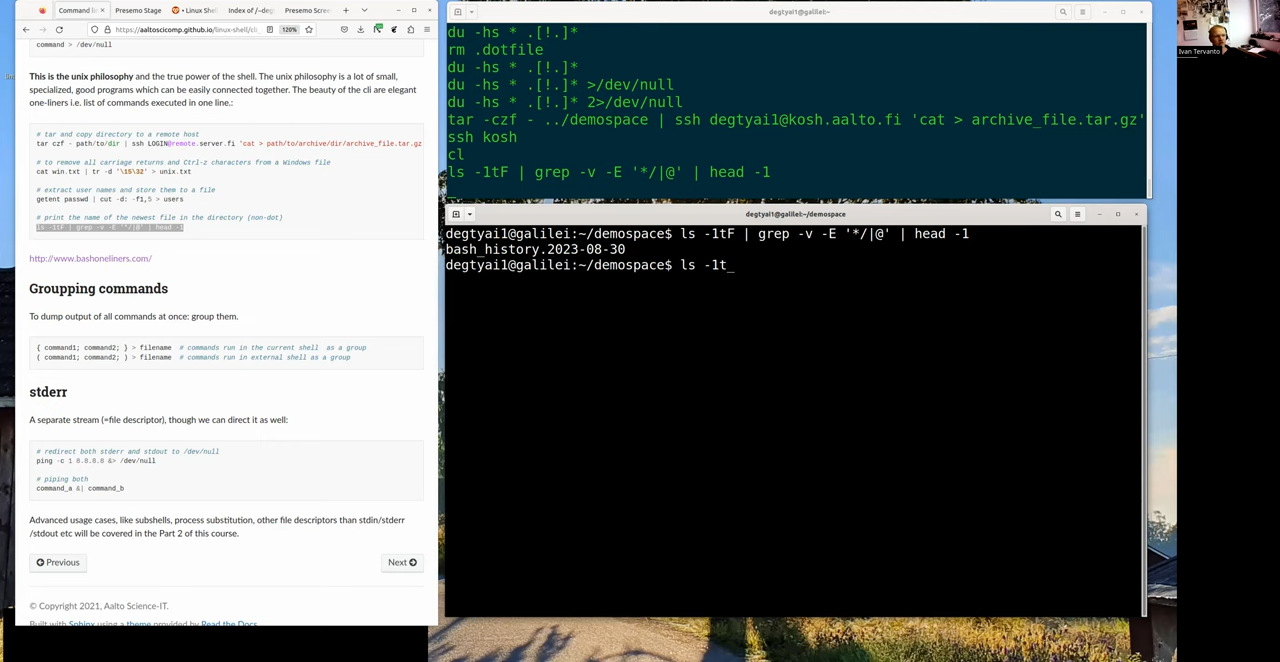 Command l
Presemo Stage
• Linux She
Index of /~deg
Presemo Scree
https://aaltoscicomp.github.io/linux-shell/cli_
120%
command > /dev/null
This is the unix philosophy and the true power of the shell. The unix philosophy is a lot of small,
specialized, good programs which can be easily connected together. The beauty of the cli are elegant
one-liners i.e. list of commands executed in one line.:
# tar and copy directory to a remote host
tar czf - path/to/dir | ssh LOGIN@remote.server.fi 'cat > path/to/archive/dir/archive_file.tar.gz
# to remove all carriage returns and Ctrl-z characters from a Windows file
cat win.txt | tr -d '\15\32' > unix.txt
# extract user names and store them to a file
getent passwd | cut -d: -f1,5 > users
# print the name of the newest file in the directory (non-dot)
ls -1tF | grep -v -E '*/|@' | head -1
http://www.bashoneliners.com/
Groupping commands
To dump output of all commands at once: group them.
{ command1; command2; } > filename # commands run in the current shell as a group
( command1; command2; ) > filename # commands run in external shell as a group
stderr
A separate stream (=file descriptor), though we can direct it as well:
# redirect both stderr and stdout to /dev/null
ping -c 1 8.8.8.8 &> /dev/null
# piping both
command_a &| command_b
Advanced usage cases, like subshells, process substitution, other file descriptors than stdin/stderr
/stdout etc will be covered in the Part 2 of this course.
Previous
Next
© Copyright 2021, Aalto Science-IT.
Built with Sphinx using a theme provided by Read the Docs.
degtyai1@galilei:~
du -hs * .[!.]*
rm .dotfile
du -hs * .[!.]*
du -hs * .[!.]* >/dev/null
du -hs * .[!.]* 2>/dev/null
tar -czf - ../demospace | ssh degtyai1@kosh.aalto.fi 'cat > archive_file.tar.gz'
ssh kosh
cl
ls -1tF | grep -v -E '*/|@' | head -1
degtyai1@galilei:~/demospace
degtyai1@galilei:~/demospace$ ls -1tF | grep -v -E '*/|@' | head -1
bash_history.2023-08-30
degtyai1@galilei:~/demospace$ ls -1t_
Ivan Tervanto